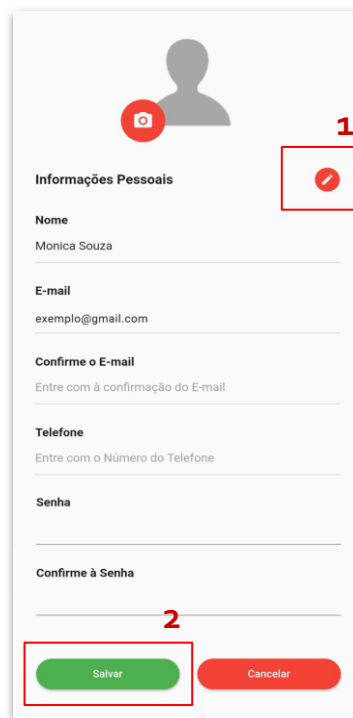 1
Informações Pessoais
Nome
Monica Souza
E-mail
exemplo@gmail.com
Confirme o E-mail
Entre com à confirmação do E-mail
Telefone
Entre com o Número do Telefone
Senha
Confirme à Senha
2
Salvar Cancelar